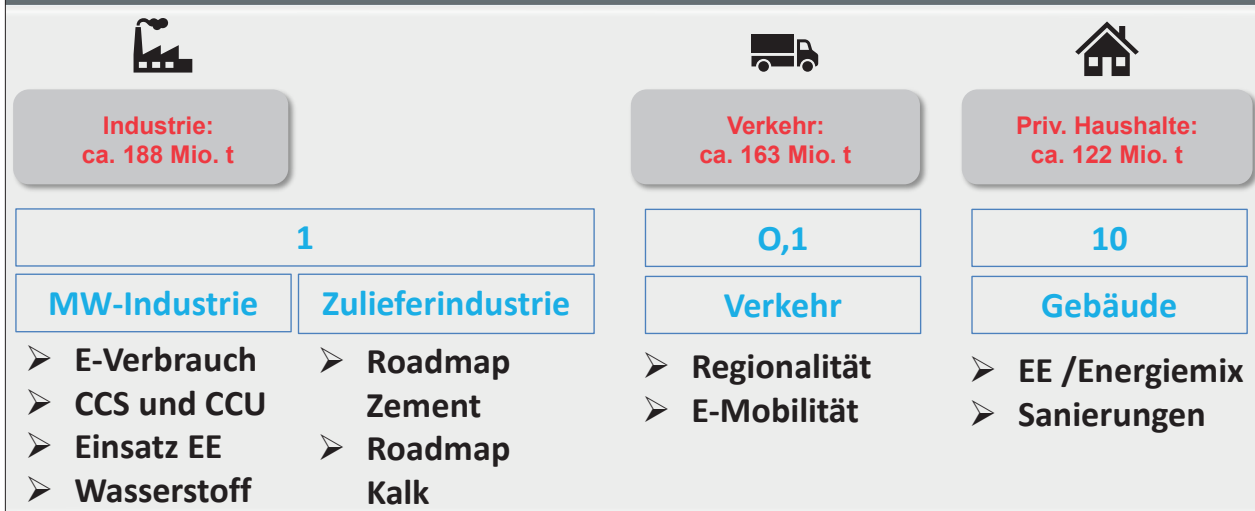 Industrie:
ca. 188 Mio. t
Verkehr:
ca. 163 Mio. t
Priv. Haushalte:
ca. 122 Mio. t
1
O,1
10
MW-Industrie
Zulieferindustrie
Verkehr
Gebäude
➢ E-Verbrauch
➢ CCS und CCU
➢ Einsatz EE
➢ Wasserstoff
➢ Roadmap
Zement
➢ Roadmap
Kalk
➢ Regionalität
➢ E-Mobilität
➢ EE /Energiemix
➢ Sanierungen